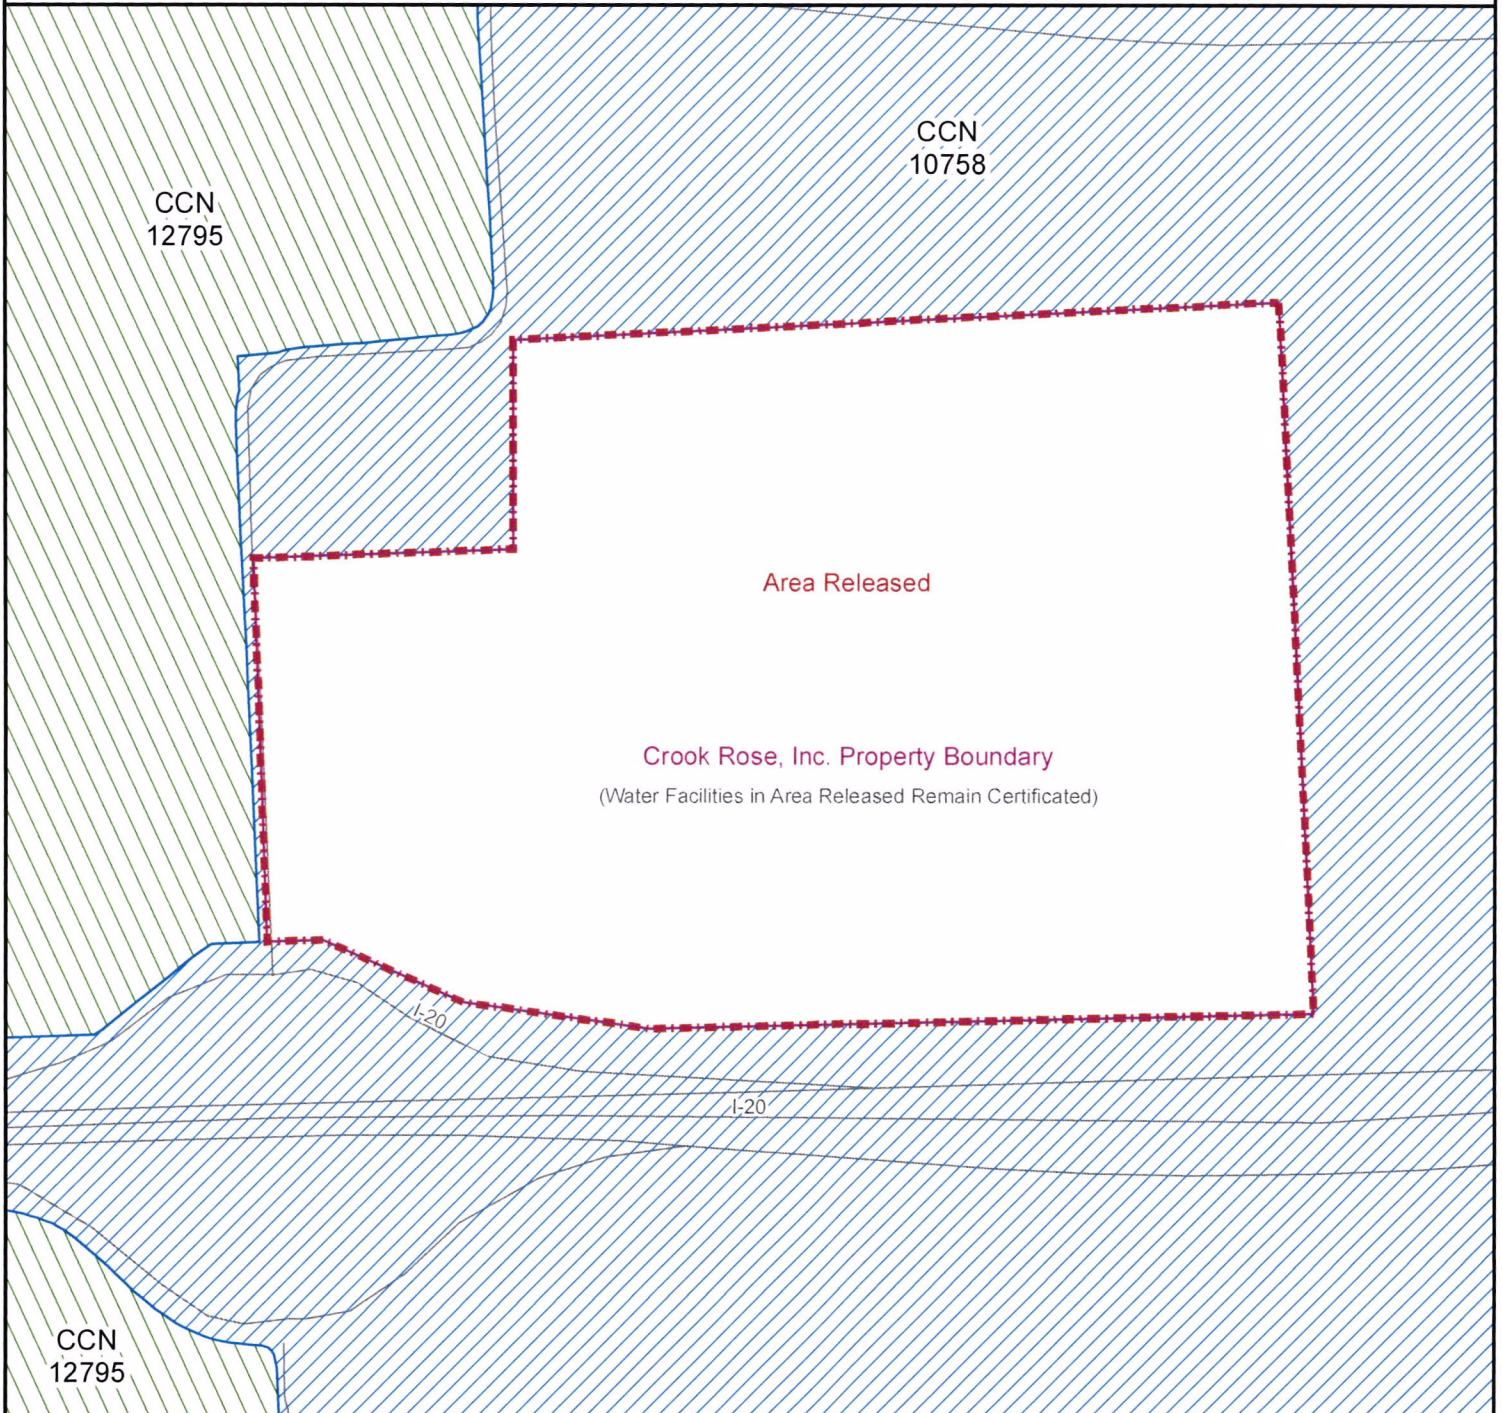 CCN
10758
CCN
12795
Area Released
Crook Rose, Inc. Property Boundary
(Water Facilities in Area Released Remain Certificated)
I-20
I-20
CCN
12795